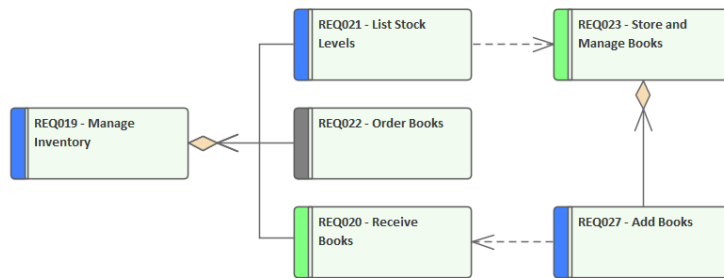 REQ021 - List Stock
Levels
REQ023 - Store and
Manage Books
REQ019 - Manage
Inventory
REQ022 - Order Books
REQ020 - Receive
Books
REQ027 - Add Books